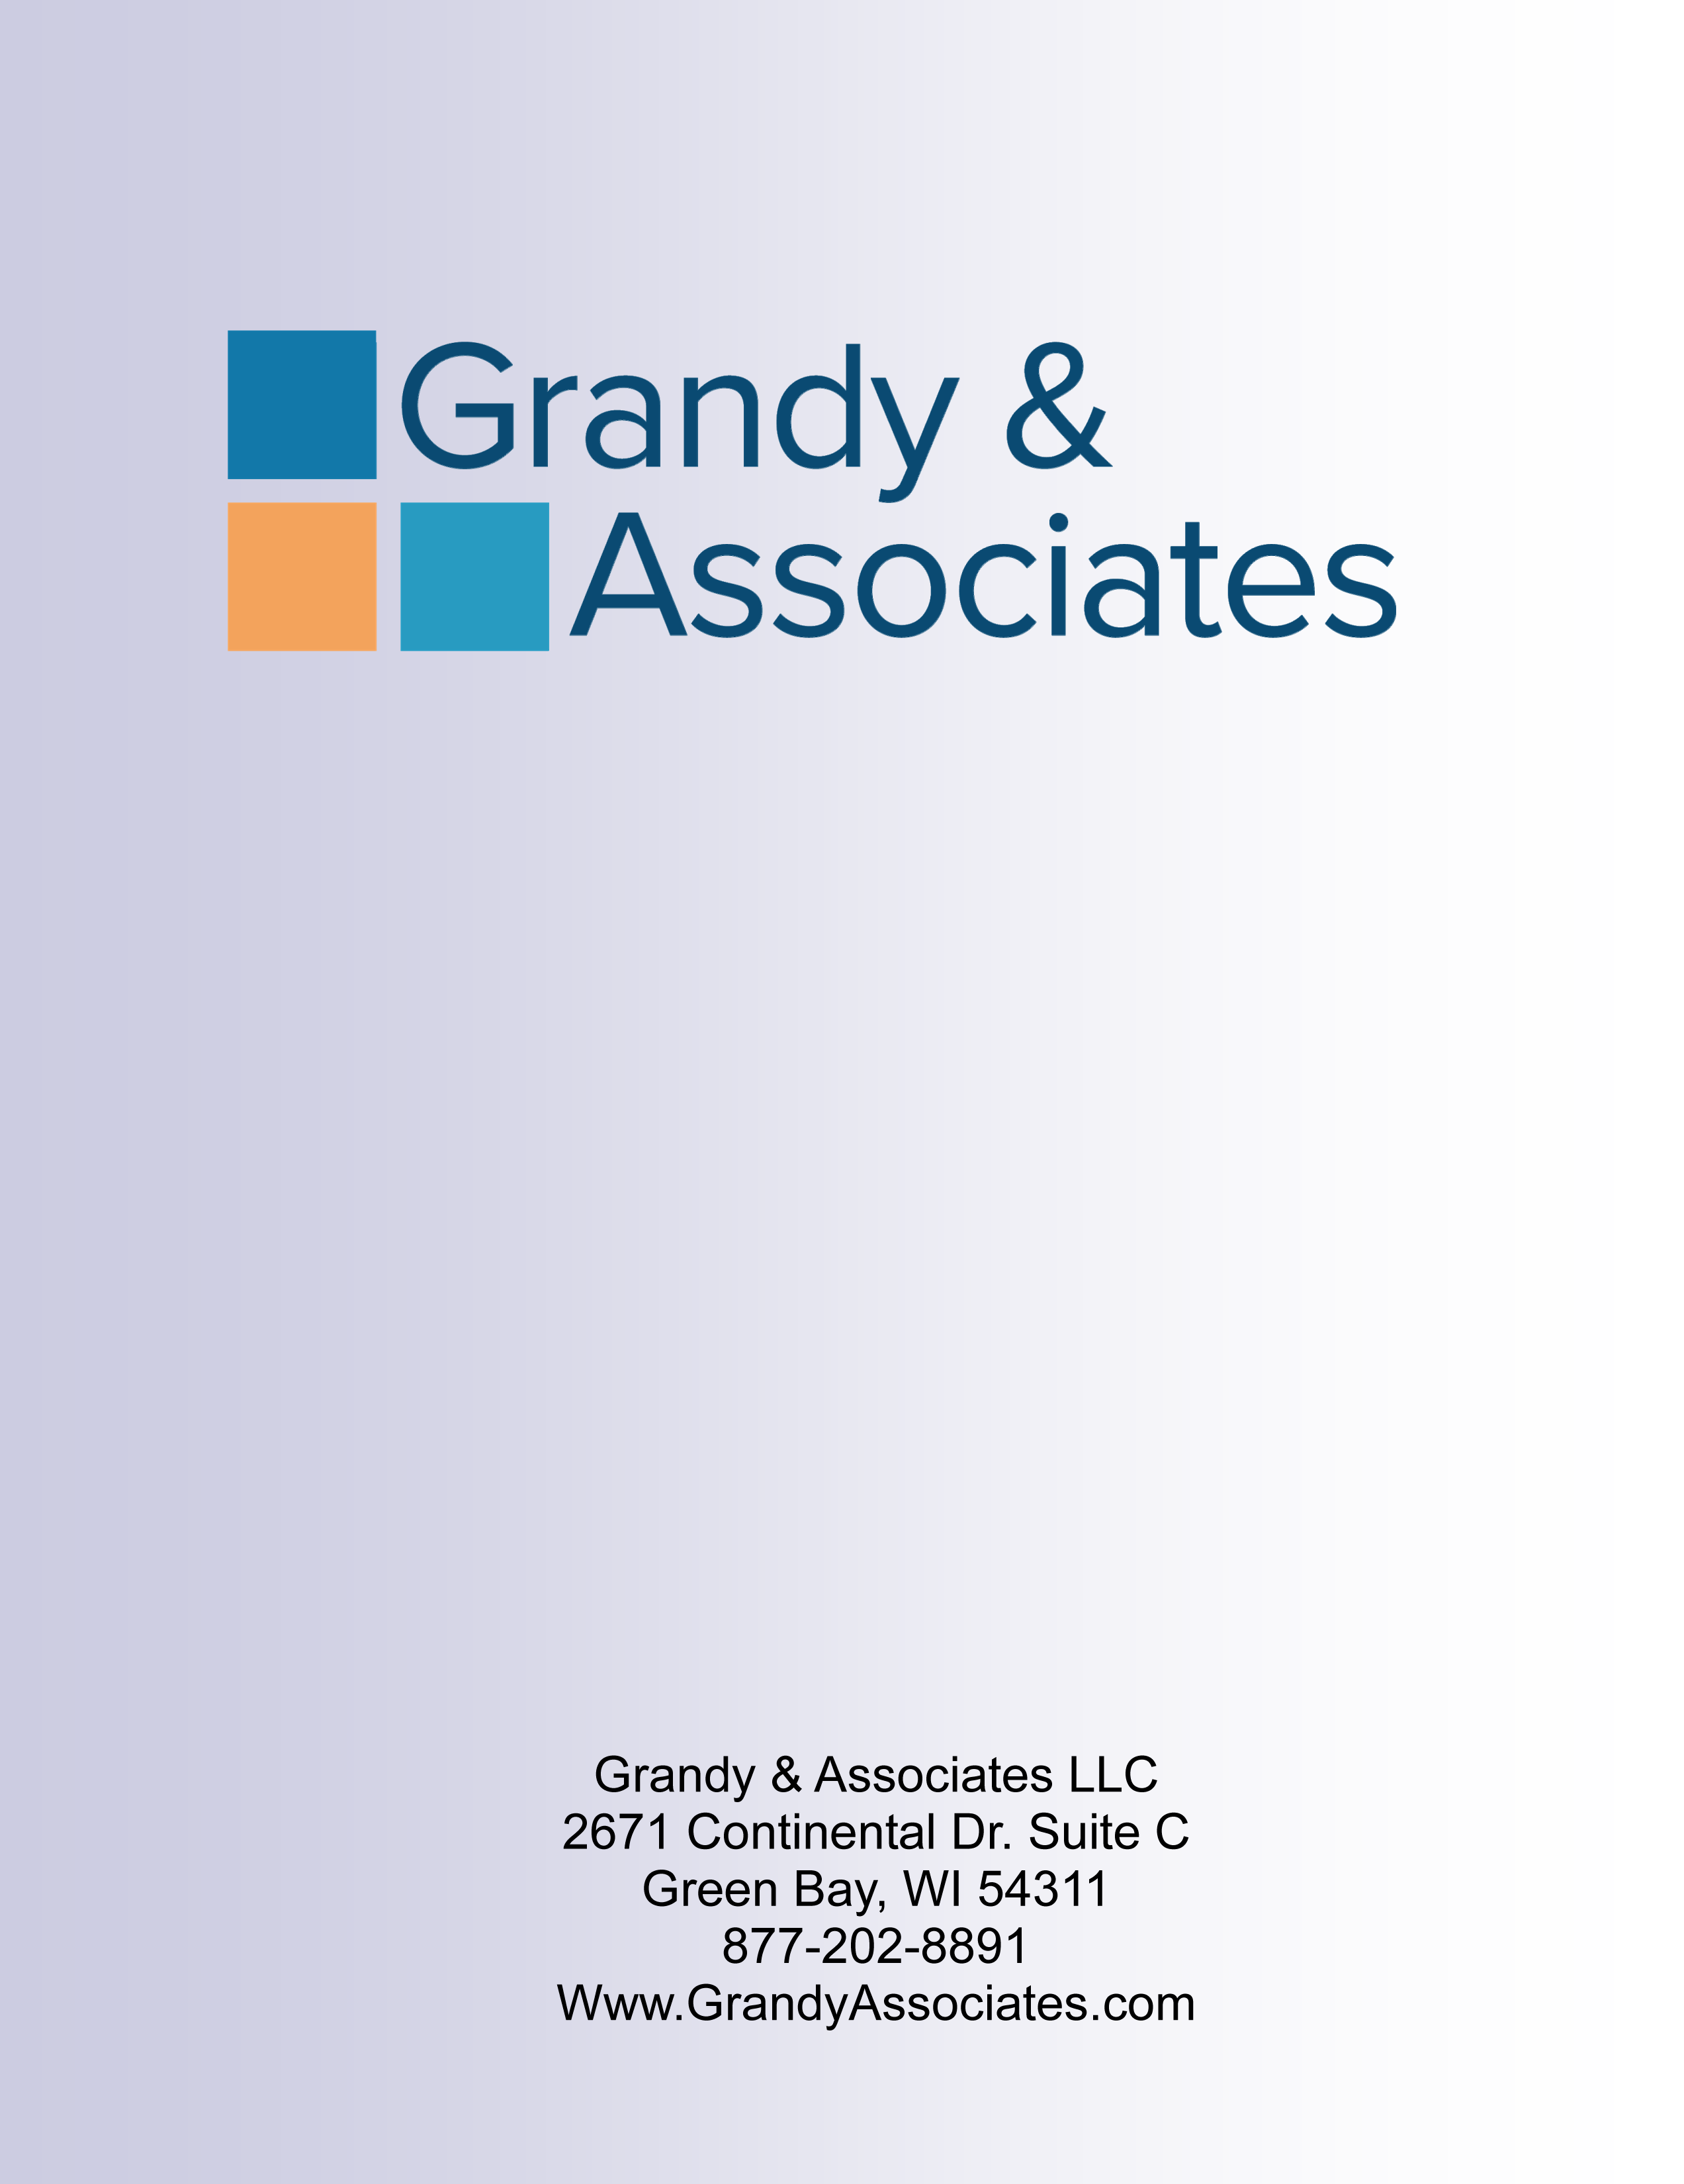 Grandy &
Associates
Grandy & Associates LLC
2671 Continental Dr. Suite C
Green Bay, WI 54311
877-202-8891
Www.GrandyAssociates.com